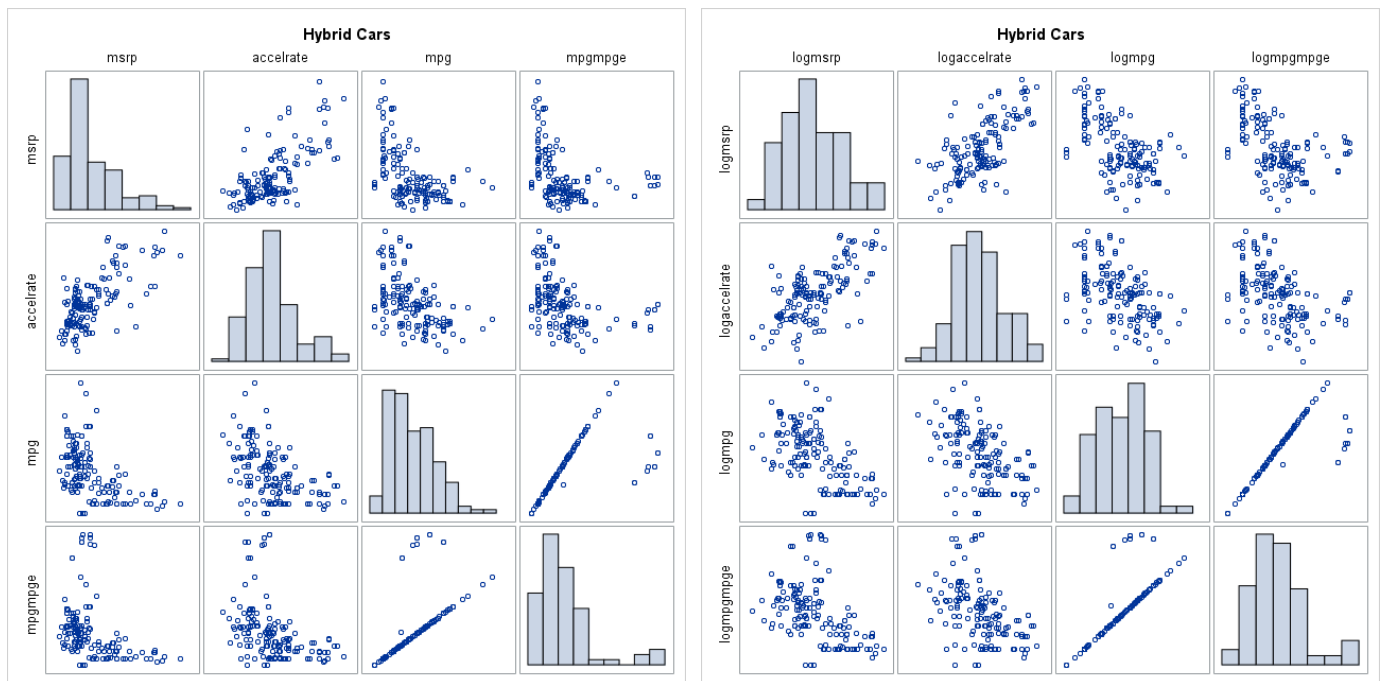 Hybrid Cars
msrp accelrate mpg mpgmpge
msrp
accelrate
mpg
mpgmpge
Hybrid Cars
logmsrp logaccelrate logmpg logmpgmpge
logmsrp
logaccelrate
logmpg
logmpgmpge